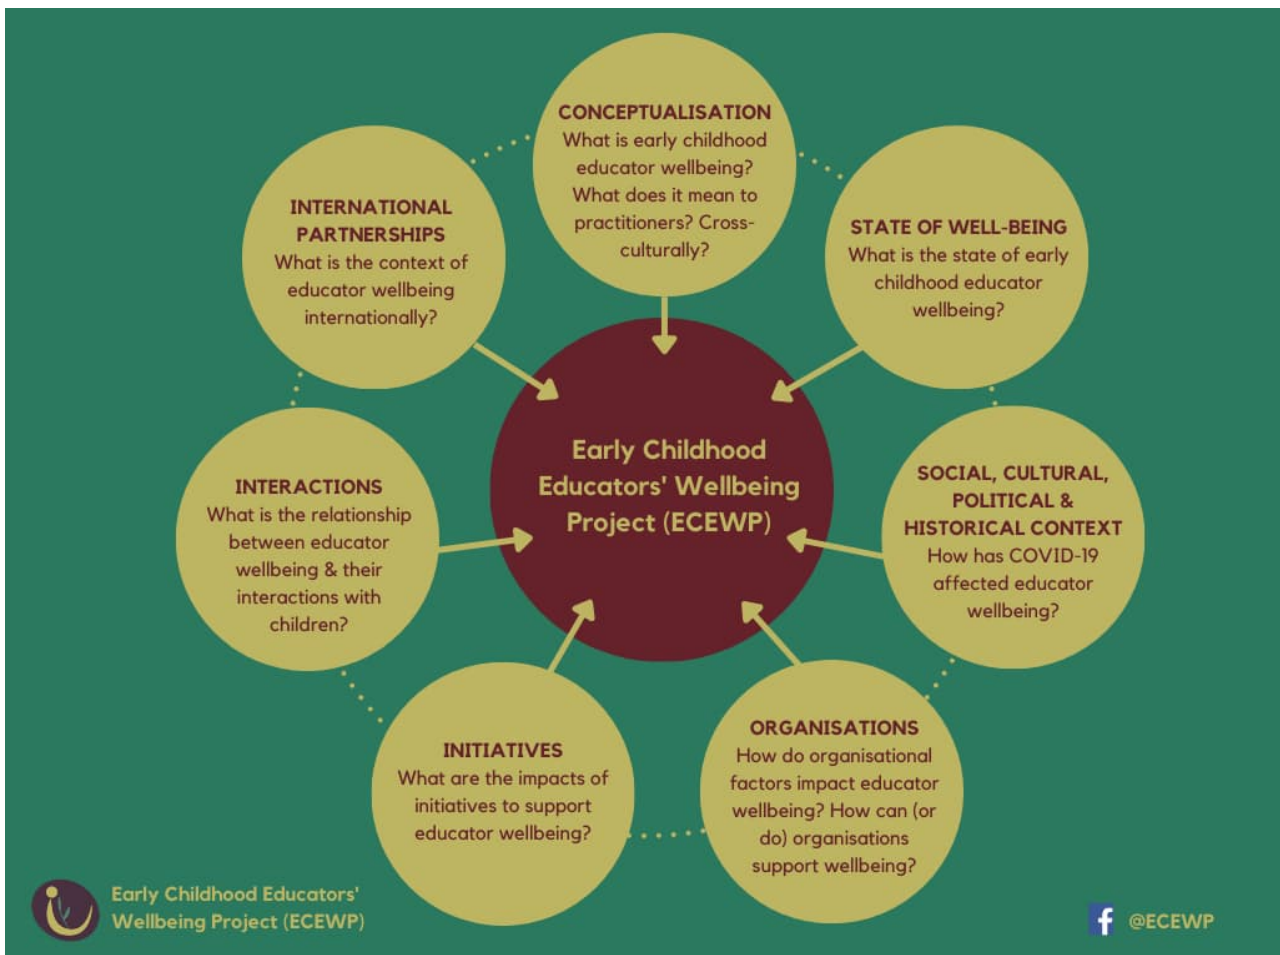 CONCEPTUALISATION
What is early childhood
educator wellbeing?
What does it mean to
practitioners? Cross-
culturally?
STATE OF WELL-BEING
What is the state of early
childhood educator
wellbeing?
SOCIAL, CULTURAL,
POLITICAL &
HISTORICAL CONTEXT
How has COVID-19
affected educator
wellbeing?
ORGANISATIONS
How do organisational
factors impact educator
wellbeing? How can (or
do) organisations
support wellbeing?
INITIATIVES
What are the impacts of
initiatives to support
educator wellbeing?
INTERACTIONS
What is the relationship
between educator
wellbeing & their
interactions with
children?
INTERNATIONAL
PARTNERSHIPS
What is the context of
educator wellbeing
internationally?
Early Childhood
Educators' Wellbeing
Project (ECEWP)
Early Childhood Educators'
Wellbeing Project (ECEWP)
f @ECEWP